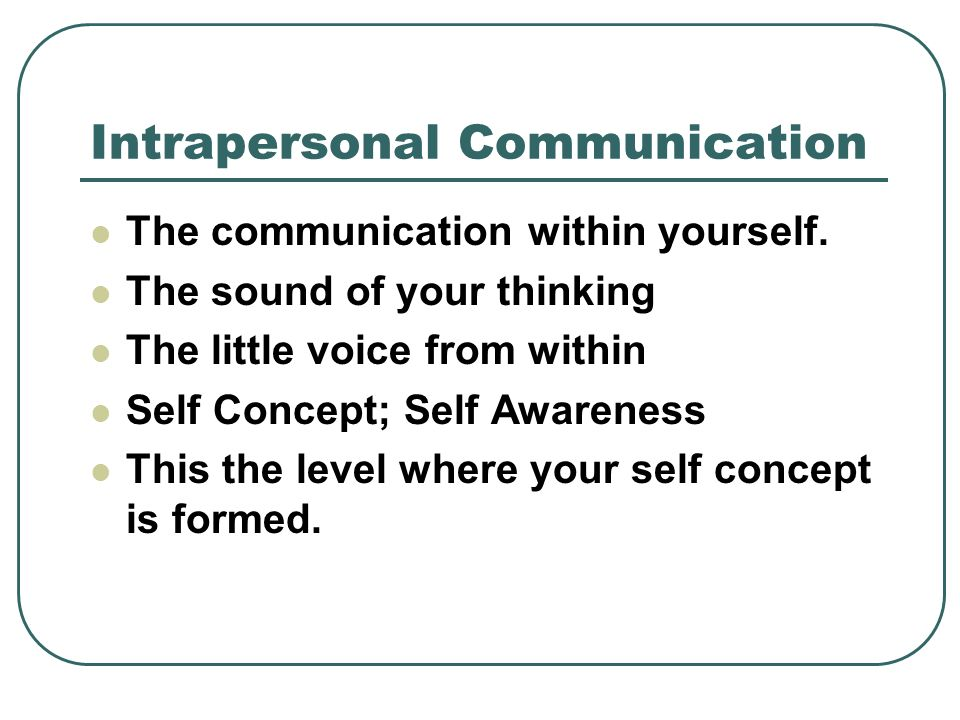 Intrapersonal Communication
The communication within yourself.
The sound of your thinking
The little voice from within
Self Concept; Self Awareness
This the level where your self concept
is formed.